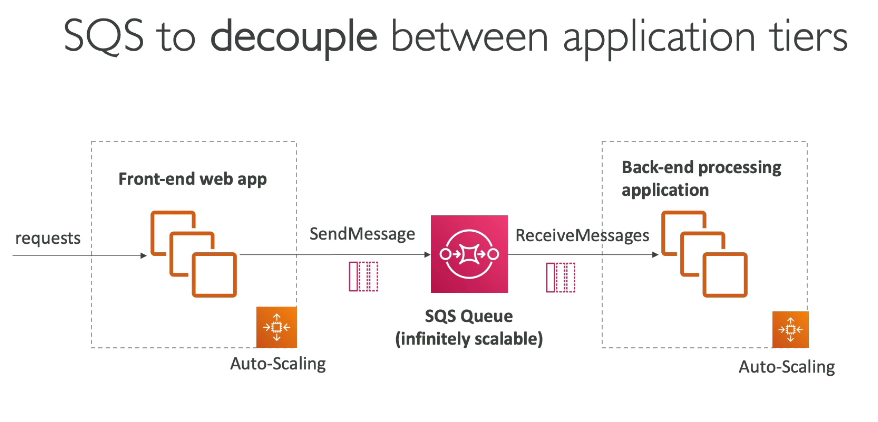 SQS to decouple between application tiers
Front-end web app
Back-end processing
application
requests
SendMessage
ReceiveMessages
SQS Queue
(infinitely scalable)
Auto-Scaling
Auto-Scaling